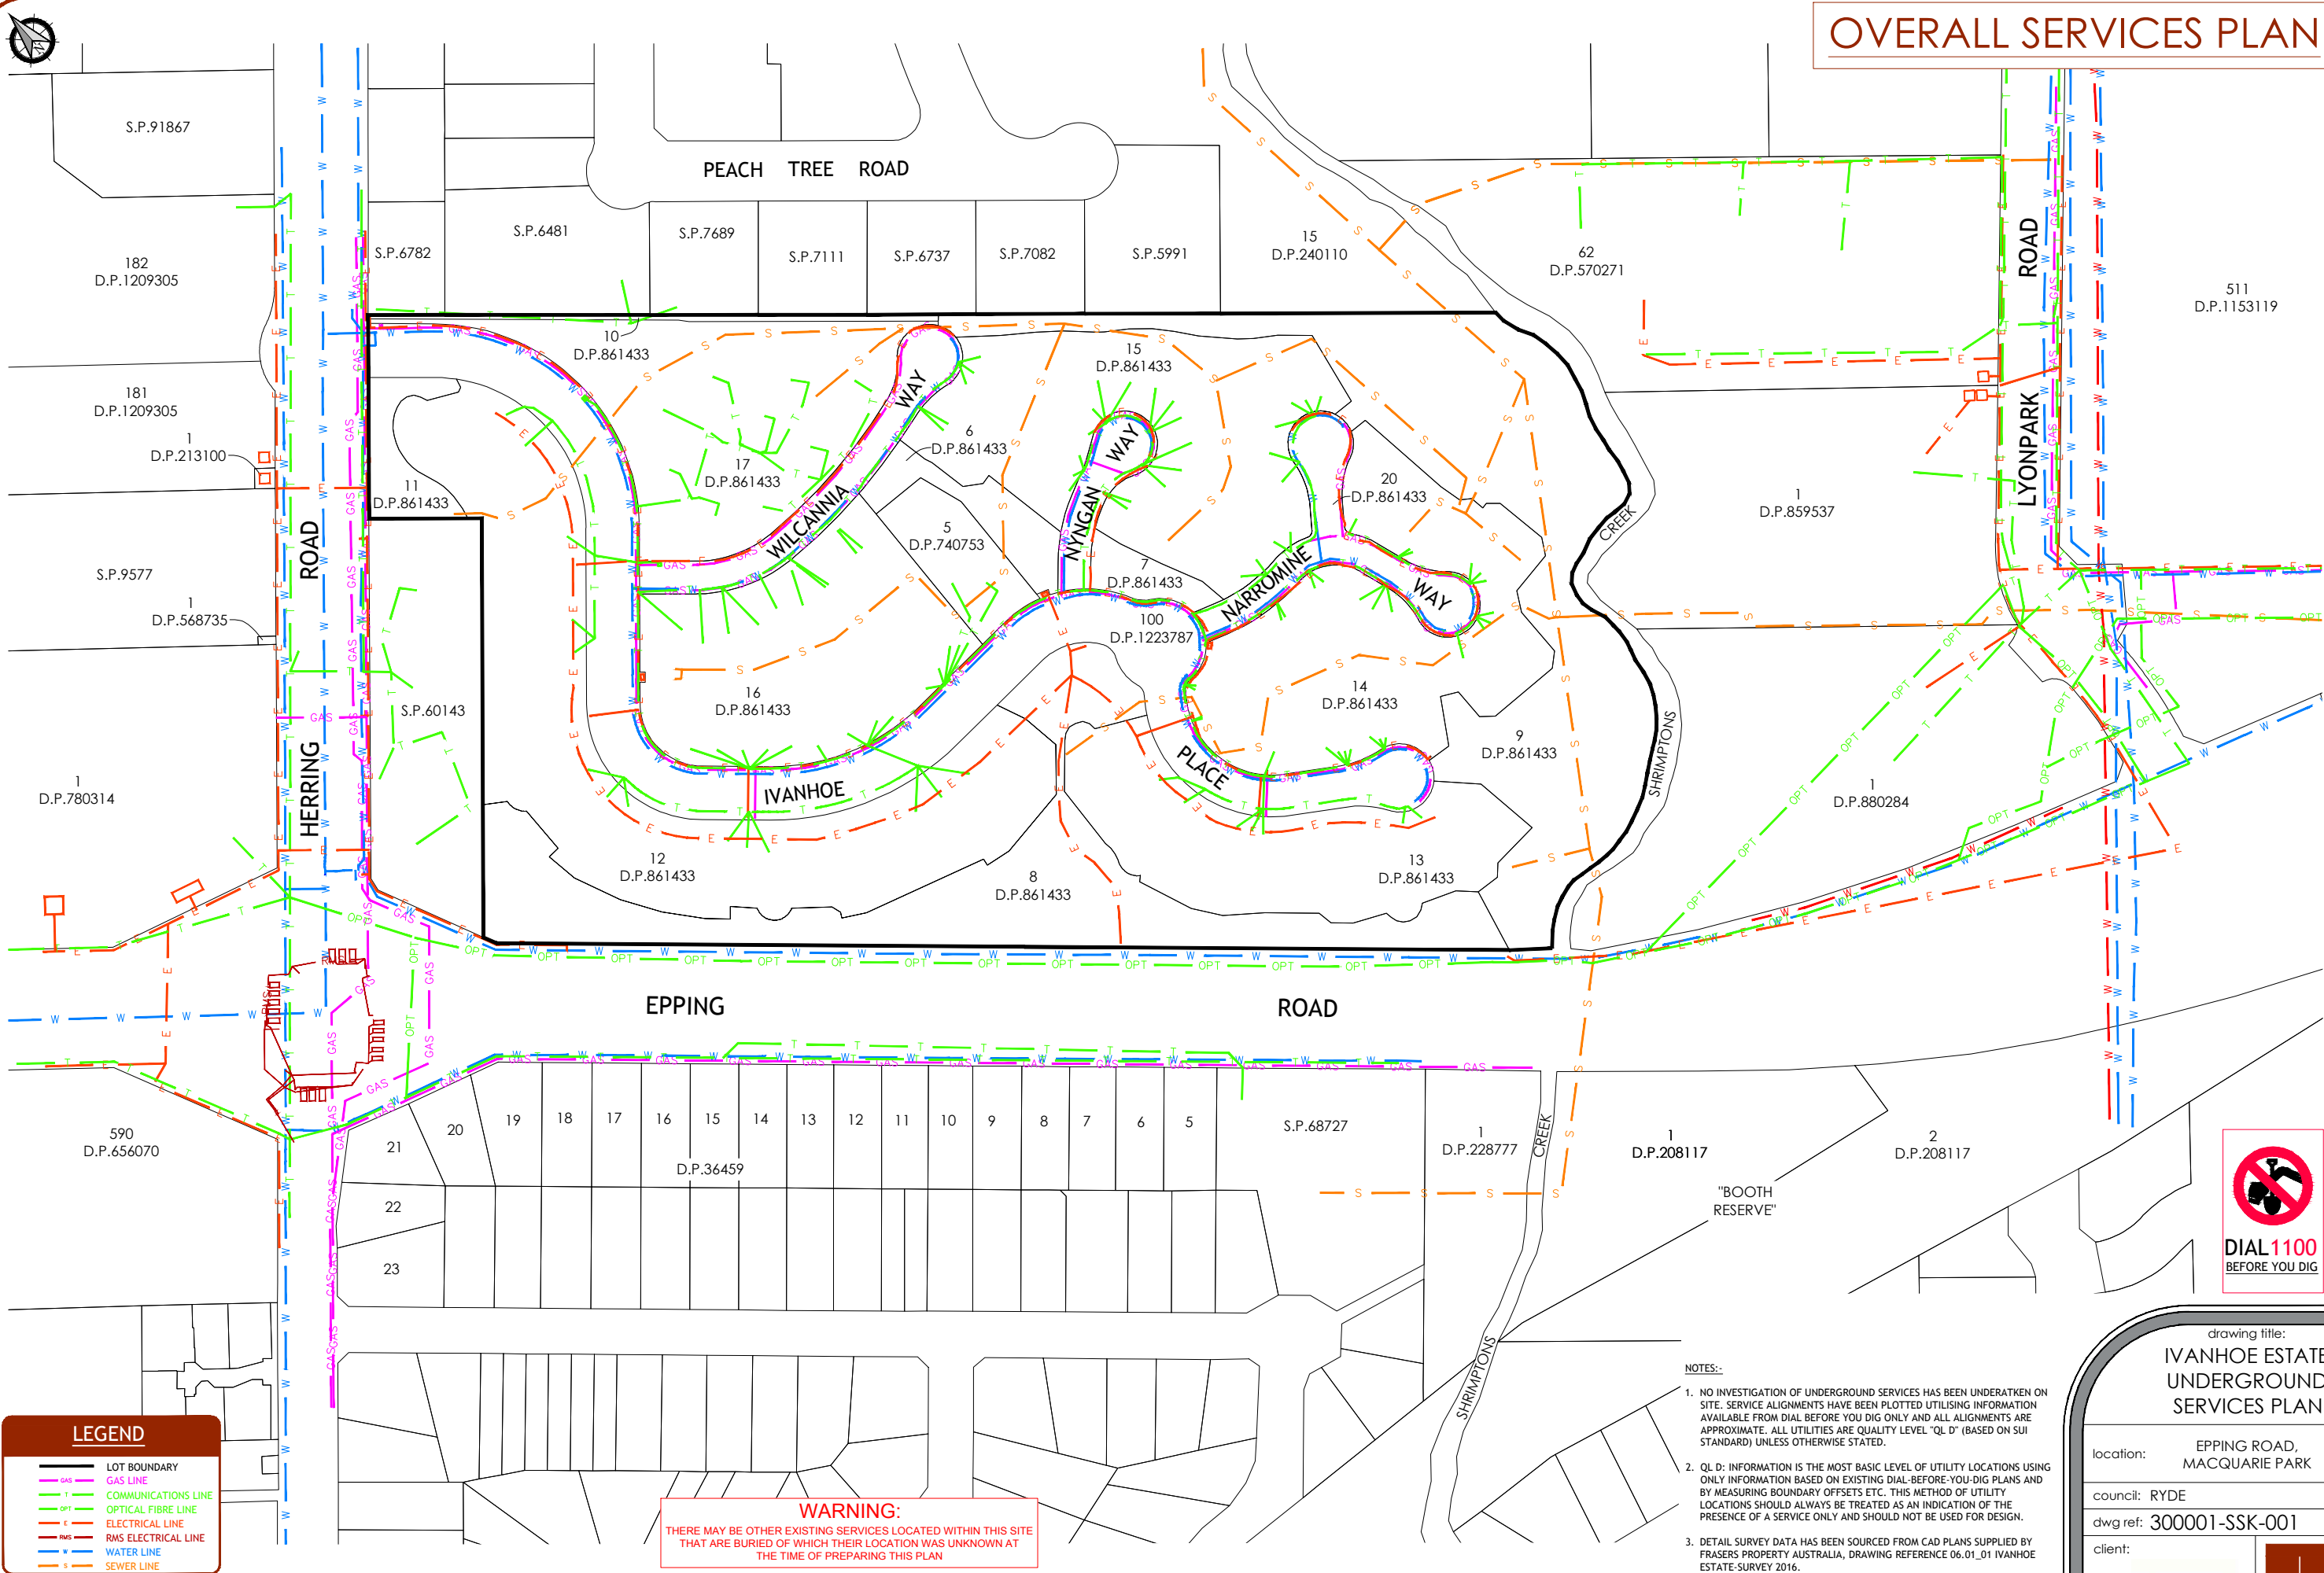 OVERALL SERVICES PLAN
S.P.91867
PEACH TREE ROAD
S.P.6782
S.P.6481
S.P.7689
S.P.7111
S.P.6737
S.P.7082
S.P.5991
15
D.P.240110
62
D.P.570271
511
D.P.1153119
182
D.P.1209305
181
D.P.1209305
1
D.P.213100
S.P.9577
1
D.P.568735
1
D.P.780314
HERRING ROAD
LYONPARK ROAD
10
D.P.861433
11
D.P.861433
17
D.P.861433
WILCANNIA WAY
6
D.P.861433
15
D.P.861433
5
D.P.740753
NYNGAN WAY
7
D.P.861433
20
D.P.861433
NARROMINE WAY
100
D.P.1223787
16
D.P.861433
14
D.P.861433
9
D.P.861433
S.P.60143
IVANHOE PLACE
12
D.P.861433
8
D.P.861433
13
D.P.861433
SHRIMPTONS CREEK
1
D.P.859537
1
D.P.880284
EPPING ROAD
590
D.P.656070
19
18
17
16
15
14
13
12
11
10
9
8
7
6
5
20
21
22
23
D.P.36459
S.P.68727
1
D.P.228777
1
D.P.208117
2
D.P.208117
"BOOTH
RESERVE"
SHRIMPTONS CREEK
DIAL1100
BEFORE YOU DIG
LEGEND
LOT BOUNDARY
GAS GAS LINE
T COMMUNICATIONS LINE
OPT OPTICAL FIBRE LINE
E ELECTRICAL LINE
RMS RMS ELECTRICAL LINE
W WATER LINE
S SEWER LINE
WARNING:
THERE MAY BE OTHER EXISTING SERVICES LOCATED WITHIN THIS SITE
THAT ARE BURIED OF WHICH THEIR LOCATION WAS UNKNOWN AT
THE TIME OF PREPARING THIS PLAN
NOTES:-
1. NO INVESTIGATION OF UNDERGROUND SERVICES HAS BEEN UNDERATKEN ON
SITE. SERVICE ALIGNMENTS HAVE BEEN PLOTTED UTILISING INFORMATION
AVAILABLE FROM DIAL BEFORE YOU DIG ONLY AND ALL ALIGNMENTS ARE
APPROXIMATE. ALL UTILITIES ARE QUALITY LEVEL "QL D" (BASED ON SUI
STANDARD) UNLESS OTHERWISE STATED.
2. QL D: INFORMATION IS THE MOST BASIC LEVEL OF UTILITY LOCATIONS USING
ONLY INFORMATION BASED ON EXISTING DIAL-BEFORE-YOU-DIG PLANS AND
BY MEASURING BOUNDARY OFFSETS ETC. THIS METHOD OF UTILITY
LOCATIONS SHOULD ALWAYS BE TREATED AS AN INDICATION OF THE
PRESENCE OF A SERVICE ONLY AND SHOULD NOT BE USED FOR DESIGN.
3. DETAIL SURVEY DATA HAS BEEN SOURCED FROM CAD PLANS SUPPLIED BY
FRASERS PROPERTY AUSTRALIA, DRAWING REFERENCE 06.01_01 IVANHOE
ESTATE-SURVEY 2016.
drawing title:
IVANHOE ESTATE
UNDERGROUND
SERVICES PLAN
location: EPPING ROAD,
MACQUARIE PARK
council: RYDE
dwg ref: 300001-SSK-001
client: